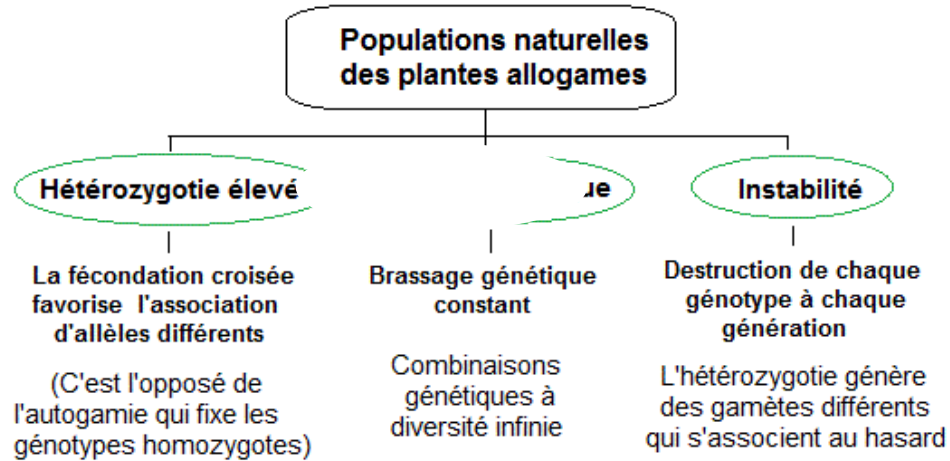 Populations naturelles
des plantes allogames
Hétérozygotie
Instabilité
La fécondation croisée
favorise l'association
d'allèles différents
(C'est l'opposé de
l'autogamie qui fixe les
génotypes homozygotes)
Brassage génétique
constant
Combinaisons
génétiques à
diversité infinie
Destruction de chaque
génotype à chaque
génération
L'hétérozygotie génère
des gamètes différents
qui s'associent au hasard